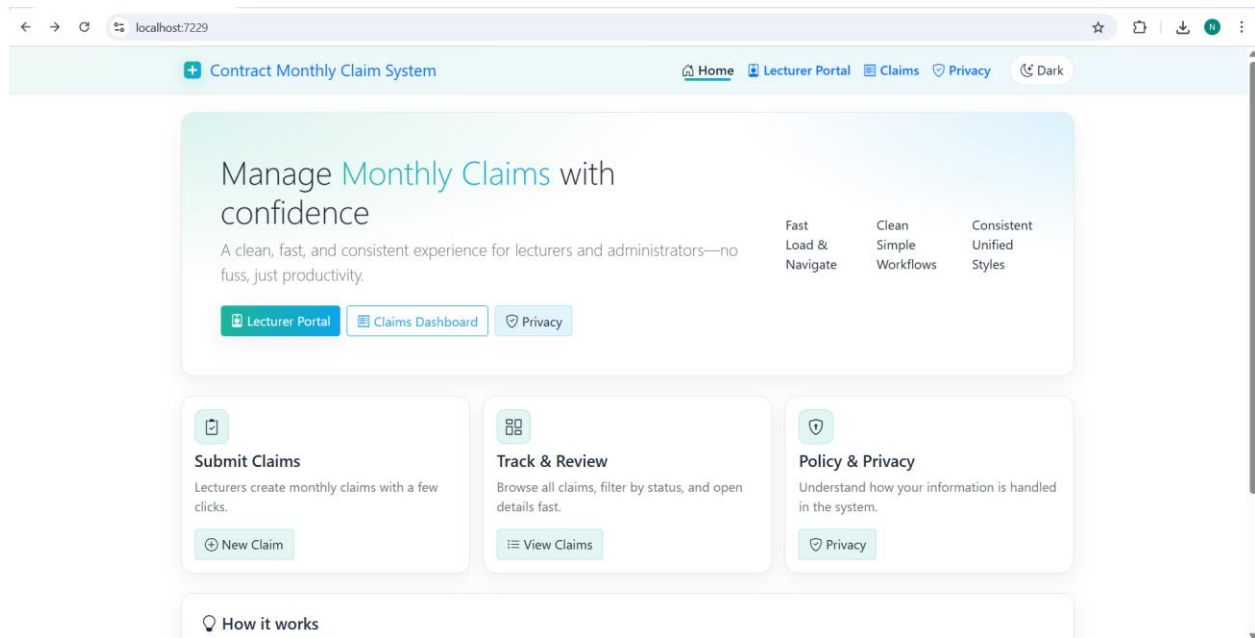 localhost:7229
N
Contract Monthly Claim System
Home Lecturer Portal Claims Privacy Dark
Manage Monthly Claims with
confidence
A clean, fast, and consistent experience for lecturers and administrators—no
fuss, just productivity.
Lecturer Portal Claims Dashboard Privacy
Fast
Load &
Navigate
Clean
Simple
Workflows
Consistent
Unified
Styles
Submit Claims
Lecturers create monthly claims with a few
clicks.
New Claim
Track & Review
Browse all claims, filter by status, and open
details fast.
View Claims
Policy & Privacy
Understand how your information is handled
in the system.
Privacy
How it works